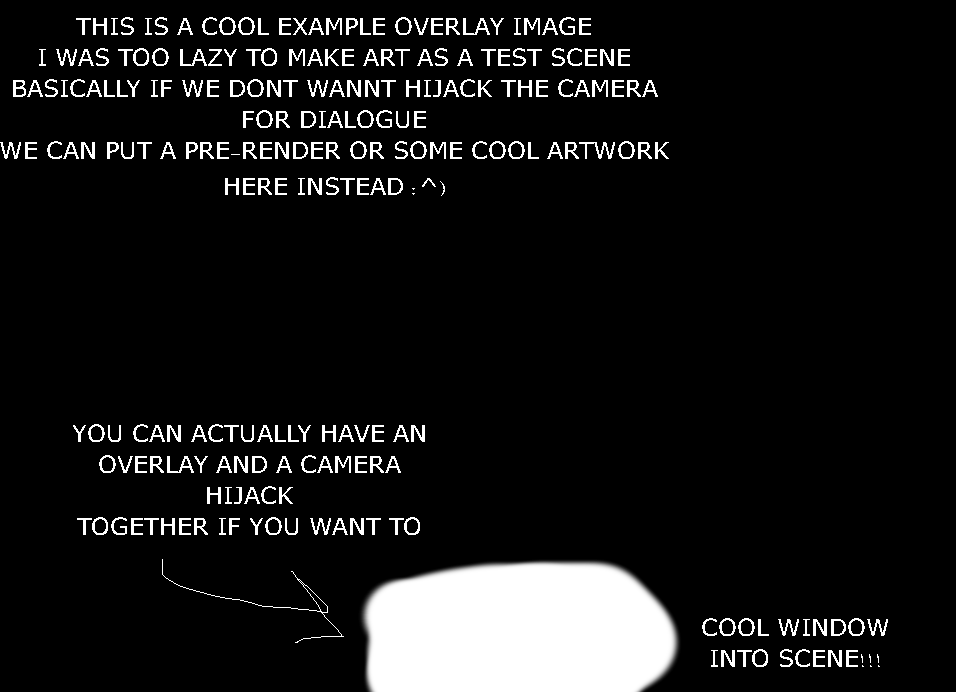 THIS IS A COOL EXAMPLE OVERLAY IMAGE
I WAS TOO LAZY TO MAKE ART AS A TEST SCENE
BASICALLY IF WE DONT WANNT HIJACK THE CAMERA
FOR DIALOGUE
WE CAN PUT A PRE-RENDER OR SOME COOL ARTWORK
HERE INSTEAD :^)
YOU CAN ACTUALLY HAVE AN
OVERLAY AND A CAMERA
HIJACK
TOGETHER IF YOU WANT TO
COOL WINDOW
INTO SCENE!!!